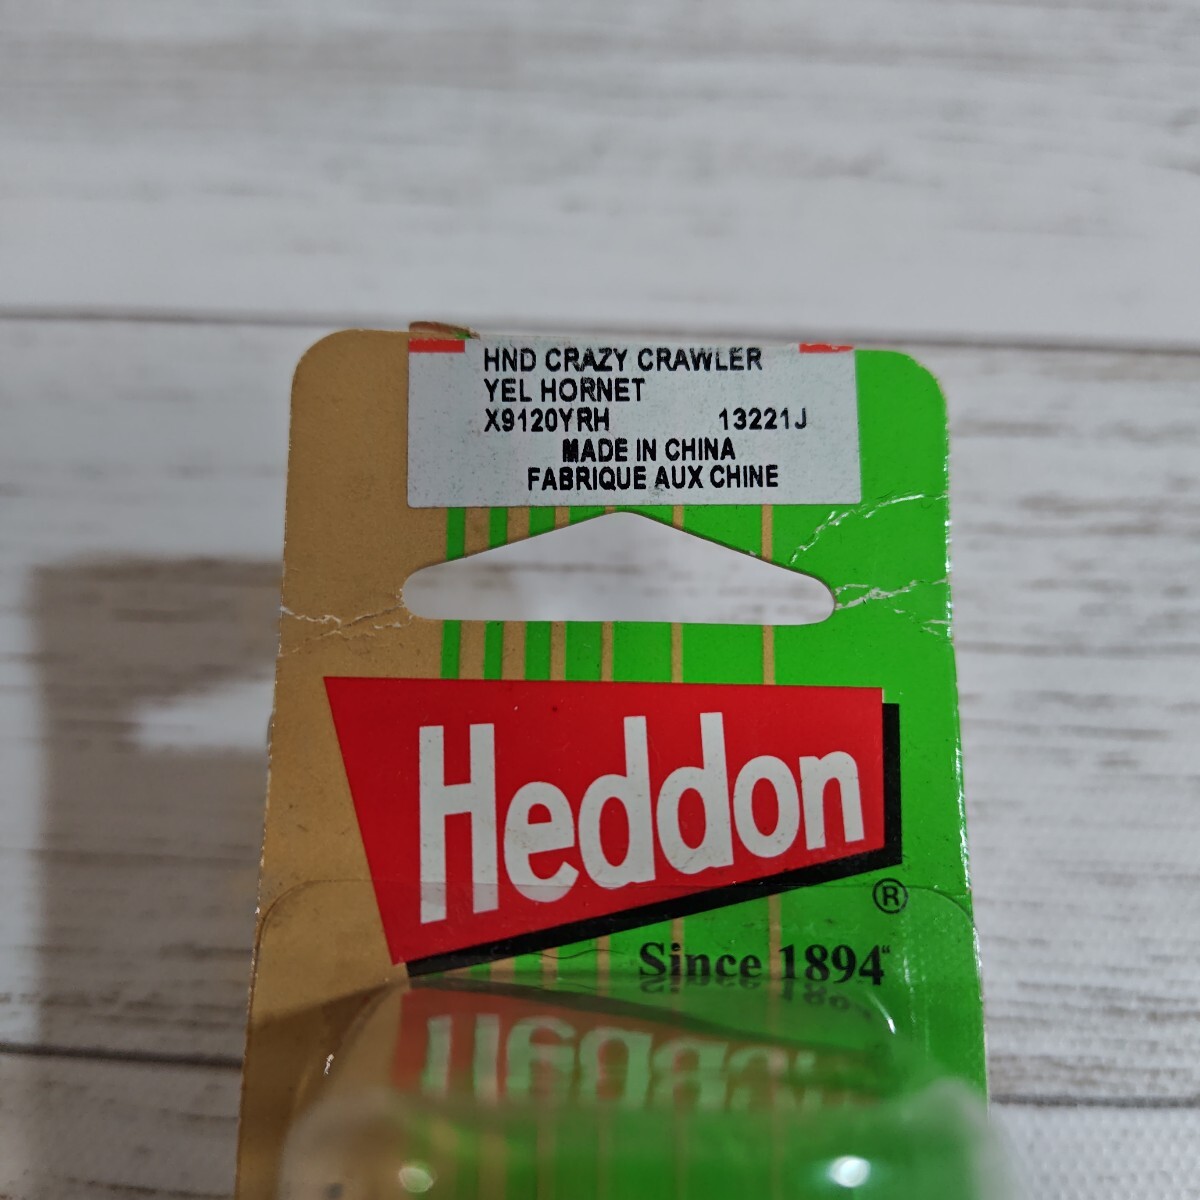 HND CRAZY CRAWLER
YEL HORNET
X9120YRH 13221J
MADE IN CHINA
FABRIQUE AUX CHINE
Heddon®
Since 1894"